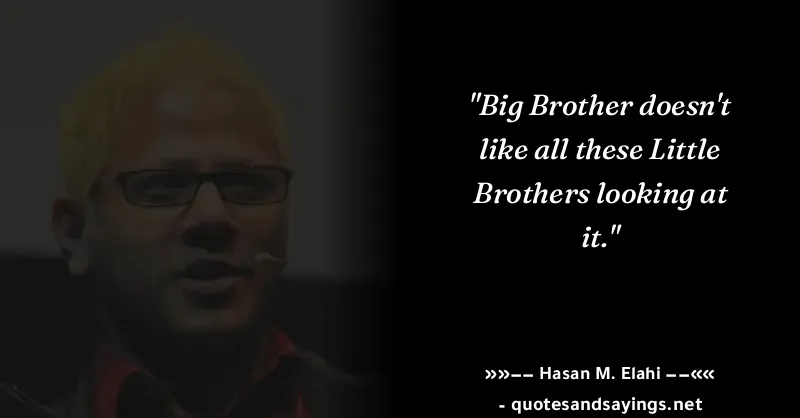 "Big Brother doesn't
like all these Little
Brothers looking at
it."
»»−− Hasan M. Elahi −−««
- quotesandsayings.net